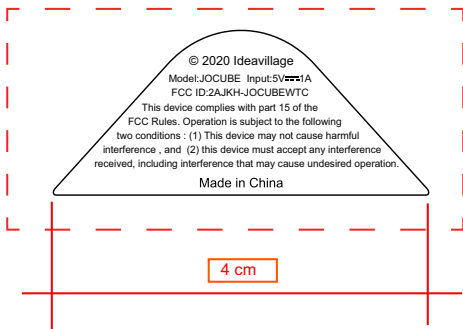 © 2020 Ideavillage
Model:JOCUBE Input:5V⎓1A
FCC ID:2AJKH-JOCUBEWTC
This device complies with part 15 of the
FCC Rules. Operation is subject to the following
two conditions : (1) This device may not cause harmful
interference , and (2) this device must accept any interference
received, including interference that may cause undesired operation.
Made in China
4 cm